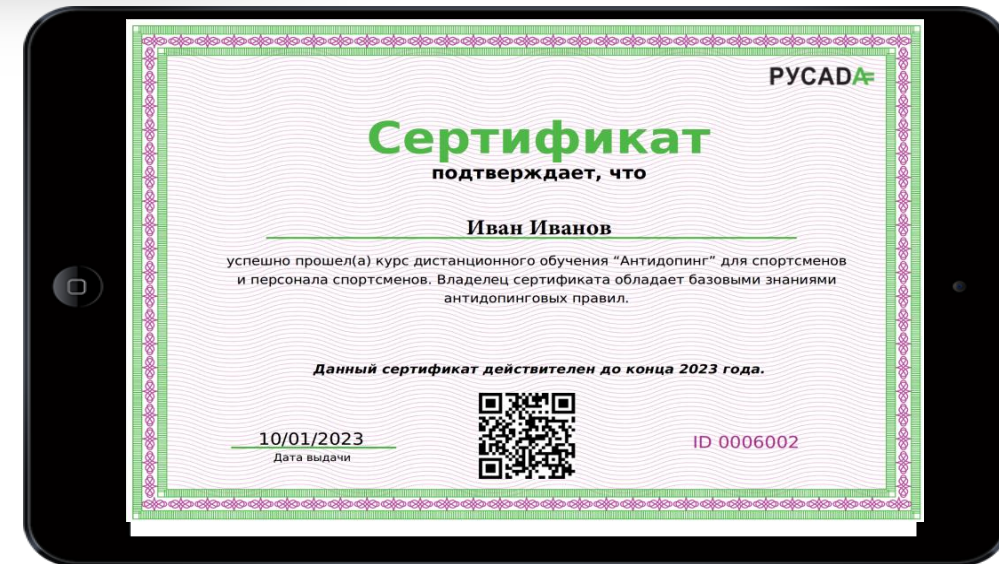 РУСАДА
Сертификат
подтверждает, что
Иван Иванов
успешно прошел(а) курс дистанционного обучения “Антидопинг” для спортсменов
и персонала спортсменов. Владелец сертификата обладает базовыми знаниями
антидопинговых правил.
Данный сертификат действителен до конца 2023 года.
10/01/2023
Дата выдачи
ID 0006002